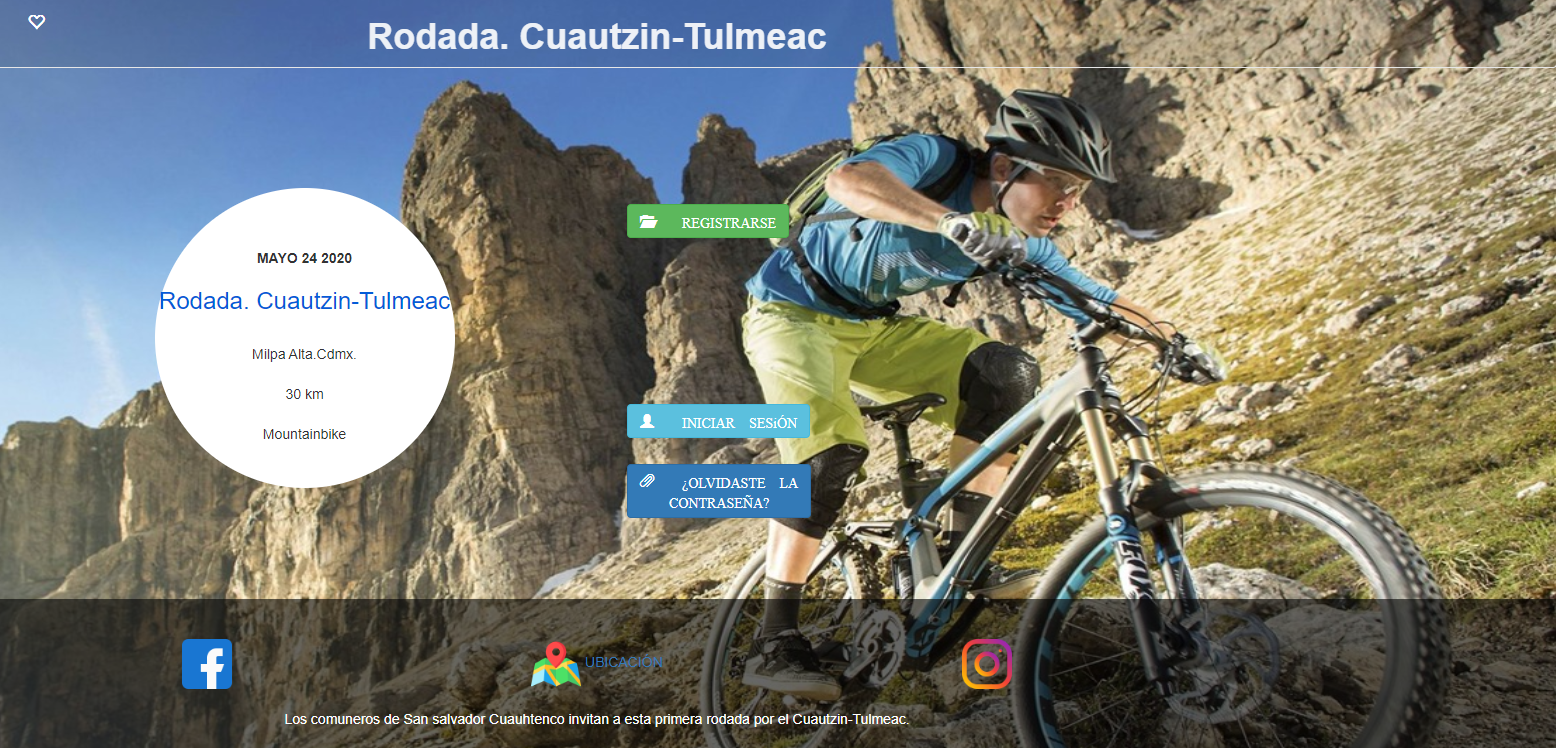 Rodada. Cuautzin-Tulmeac
MAYO 24 2020
Rodada. Cuautzin-Tulmeac
Milpa Alta.Cdmx.
30 km
Mountainbike
REGISTRARSE
INICIAR SESiÓN
¿OLVIDASTE LA
CONTRASEÑA?
UBICACIÓN
Los comuneros de San salvador Cuauhtenco invitan a esta primera rodada por el Cuautzin-Tulmeac.